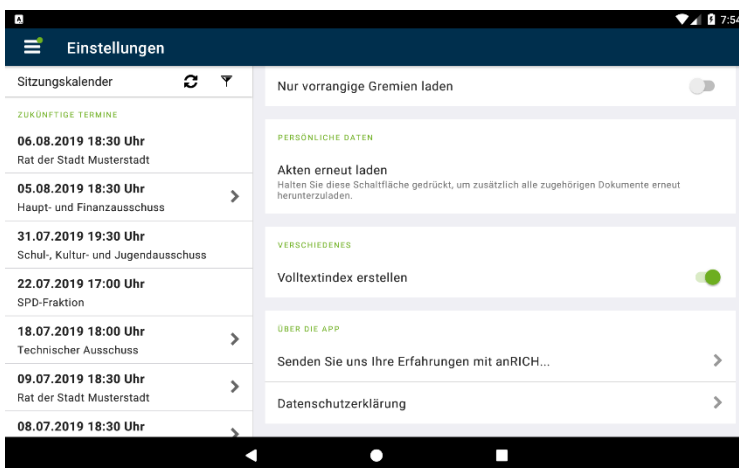 7:54
Einstellungen
Sitzungskalender
ZUKÜNFTIGE TERMINE
06.08.2019 18:30 Uhr
Rat der Stadt Musterstadt
05.08.2019 18:30 Uhr
Haupt- und Finanzausschuss
31.07.2019 19:30 Uhr
Schul-, Kultur- und Jugendausschuss
22.07.2019 17:00 Uhr
SPD-Fraktion
18.07.2019 18:00 Uhr
Technischer Ausschuss
09.07.2019 18:30 Uhr
Rat der Stadt Musterstadt
08.07.2019 18:30 Uhr
Nur vorrangige Gremien laden
PERSÖNLICHE DATEN
Akten erneut laden
Halten Sie diese Schaltfläche gedrückt, um zusätzlich alle zugehörigen Dokumente erneut
herunterzuladen.
VERSCHIEDENES
Volltextindex erstellen
ÜBER DIE APP
Senden Sie uns Ihre Erfahrungen mit anRICH...
Datenschutzerklärung